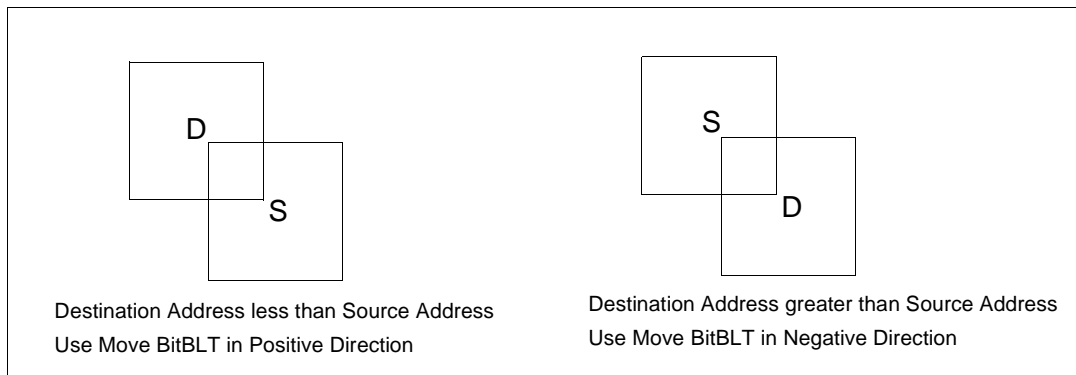 D
S
Destination Address less than Source Address
Use Move BitBLT in Positive Direction
S
D
Destination Address greater than Source Address
Use Move BitBLT in Negative Direction